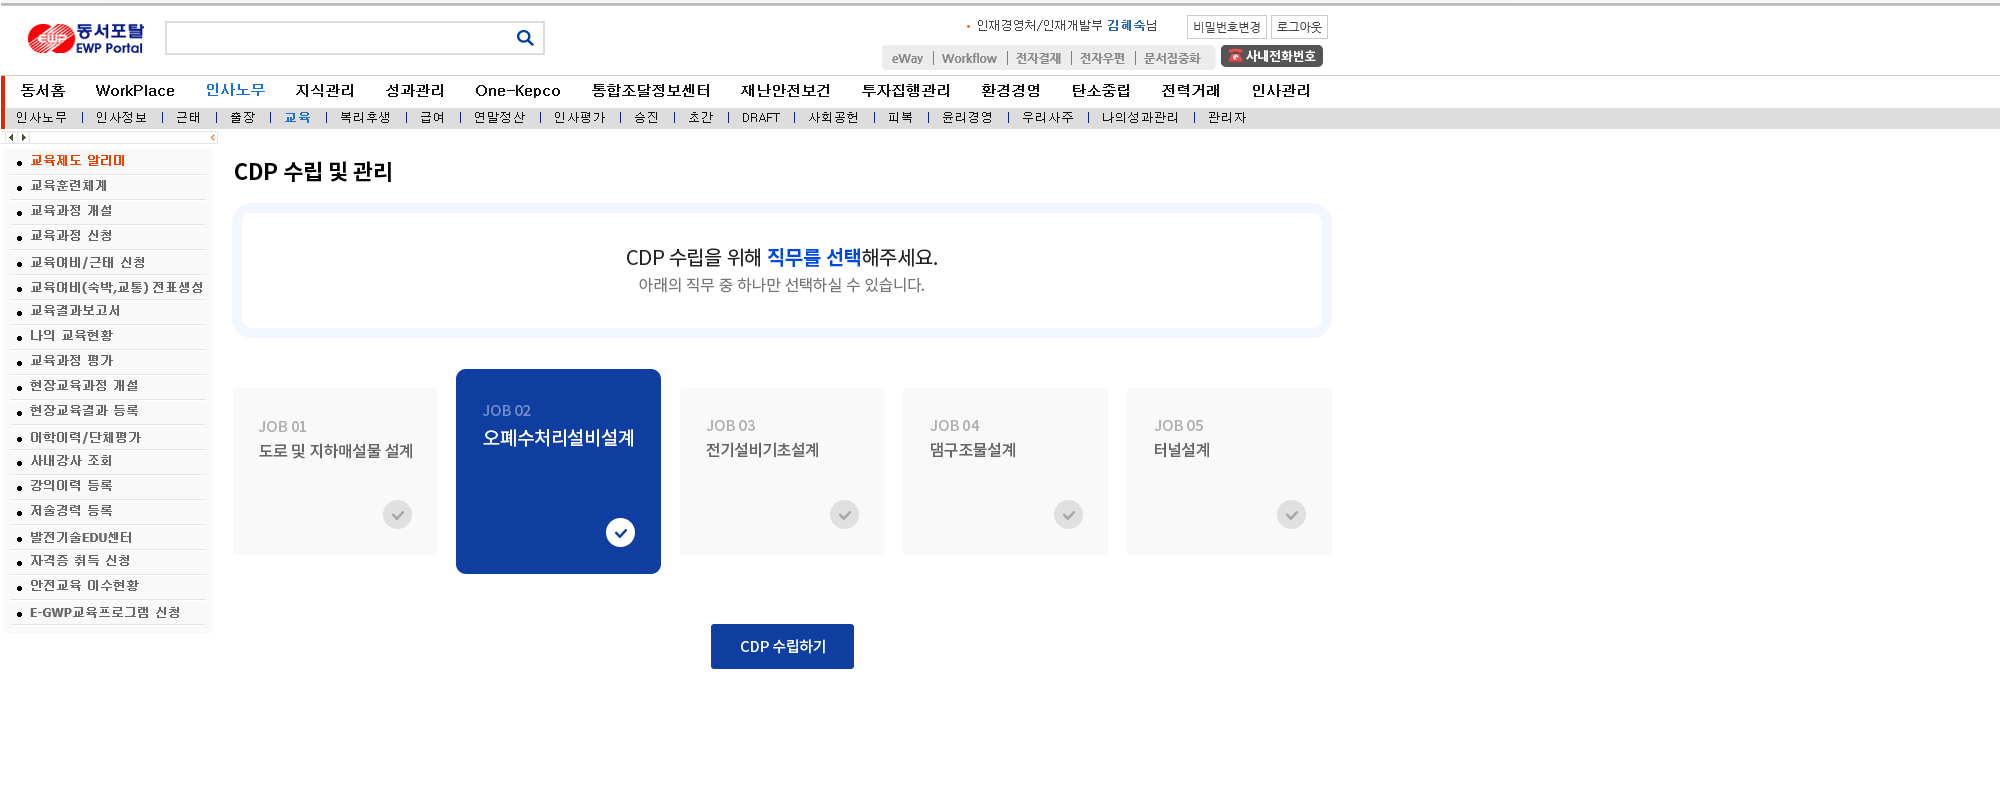 EWP 동서포탈
EWP Portal
인재경영처/인재개발부 김혜숙님
비밀번호변경 로그아웃
eWay | Workflow | 전자결재 | 전자우편 | 문서집중화
사내전화번호
동서홈 WorkPlace 인사노무 지식관리 성과관리 One-Kepco 통합조달정보센터 재난안전보건 투자집행관리 환경경영 탄소중립 전력거래 인사관리
인사노무 | 인사정보 | 근태 | 출장 | 교육 | 복리후생 | 급여 | 연말정산 | 인사평가 | 승진 | 초간 | DRAFT | 사회공헌 | 피복 | 윤리경영 | 우리사주 | 나의성과관리 | 관리자
교육제도 알리미
교육훈련체계
교육과정 개설
교육과정 신청
교육여비/근태 신청
교육여비(숙박,교통) 전표생성
교육결과보고서
나의 교육현황
교육과정 평가
현장교육과정 개설
현장교육결과 등록
어학이력/단체평가
사내강사 조회
강의이력 등록
저술경력 등록
발전기술EDU센터
자격증 취득 신청
안전교육 이수현황
E-GWP교육프로그램 신청
CDP 수립 및 관리
CDP 수립을 위해 직무를 선택해주세요.
아래의 직무 중 하나만 선택하실 수 있습니다.
JOB 01
도로 및 지하매설물 설계
JOB 02
오폐수처리설비설계
JOB 03
전기설비기초설계
JOB 04
댐구조물설계
JOB 05
터널설계
CDP 수립하기